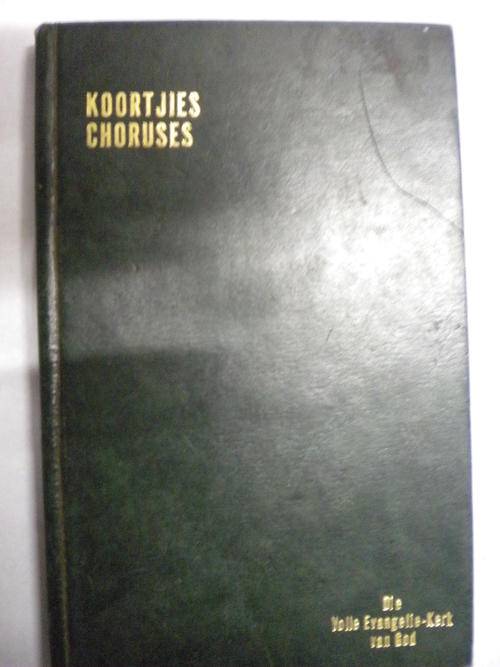 KOORTJIES
CHORUSES
Die
Volle Evangelie-Kerk
van God